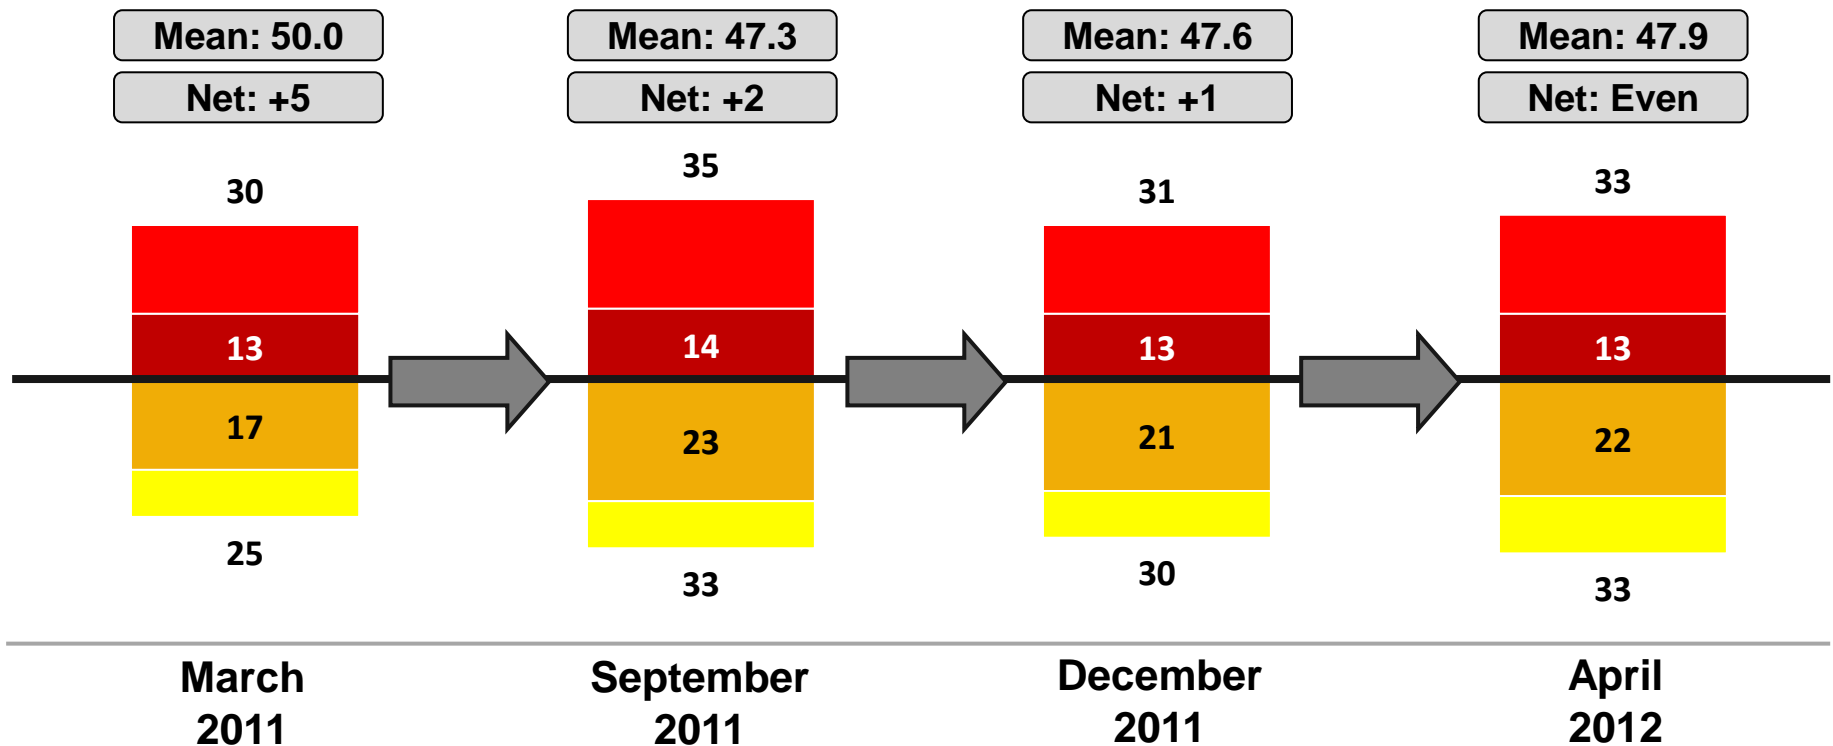 Mean: 50.0
Mean: 47.3
Mean: 47.6
Mean: 47.9
Net: +5
Net: +2
Net: +1
Net: Even
30
35
31
33
13
14
13
13
17
23
21
22
25
33
30
33
March
2011
September
2011
December
2011
April
2012